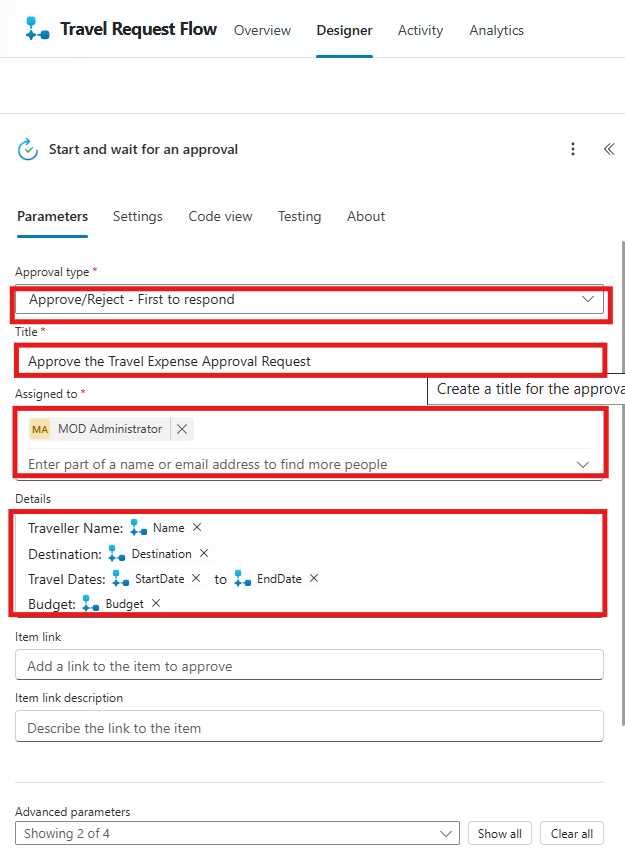 Travel Request Flow Overview Designer Activity Analytics
Start and wait for an approval
Parameters Settings Code view Testing About
Approval type *
Approve/Reject - First to respond
Title *
Approve the Travel Expense Approval Request
Create a title for the approva
Assigned to *
MA MOD Administrator
Enter part of a name or email address to find more people
Details
Traveller Name: Name
Destination: Destination
Travel Dates: StartDate to EndDate
Budget: Budget
Item link
Add a link to the item to approve
Item link description
Describe the link to the item
Advanced parameters
Showing 2 of 4 Show all Clear all